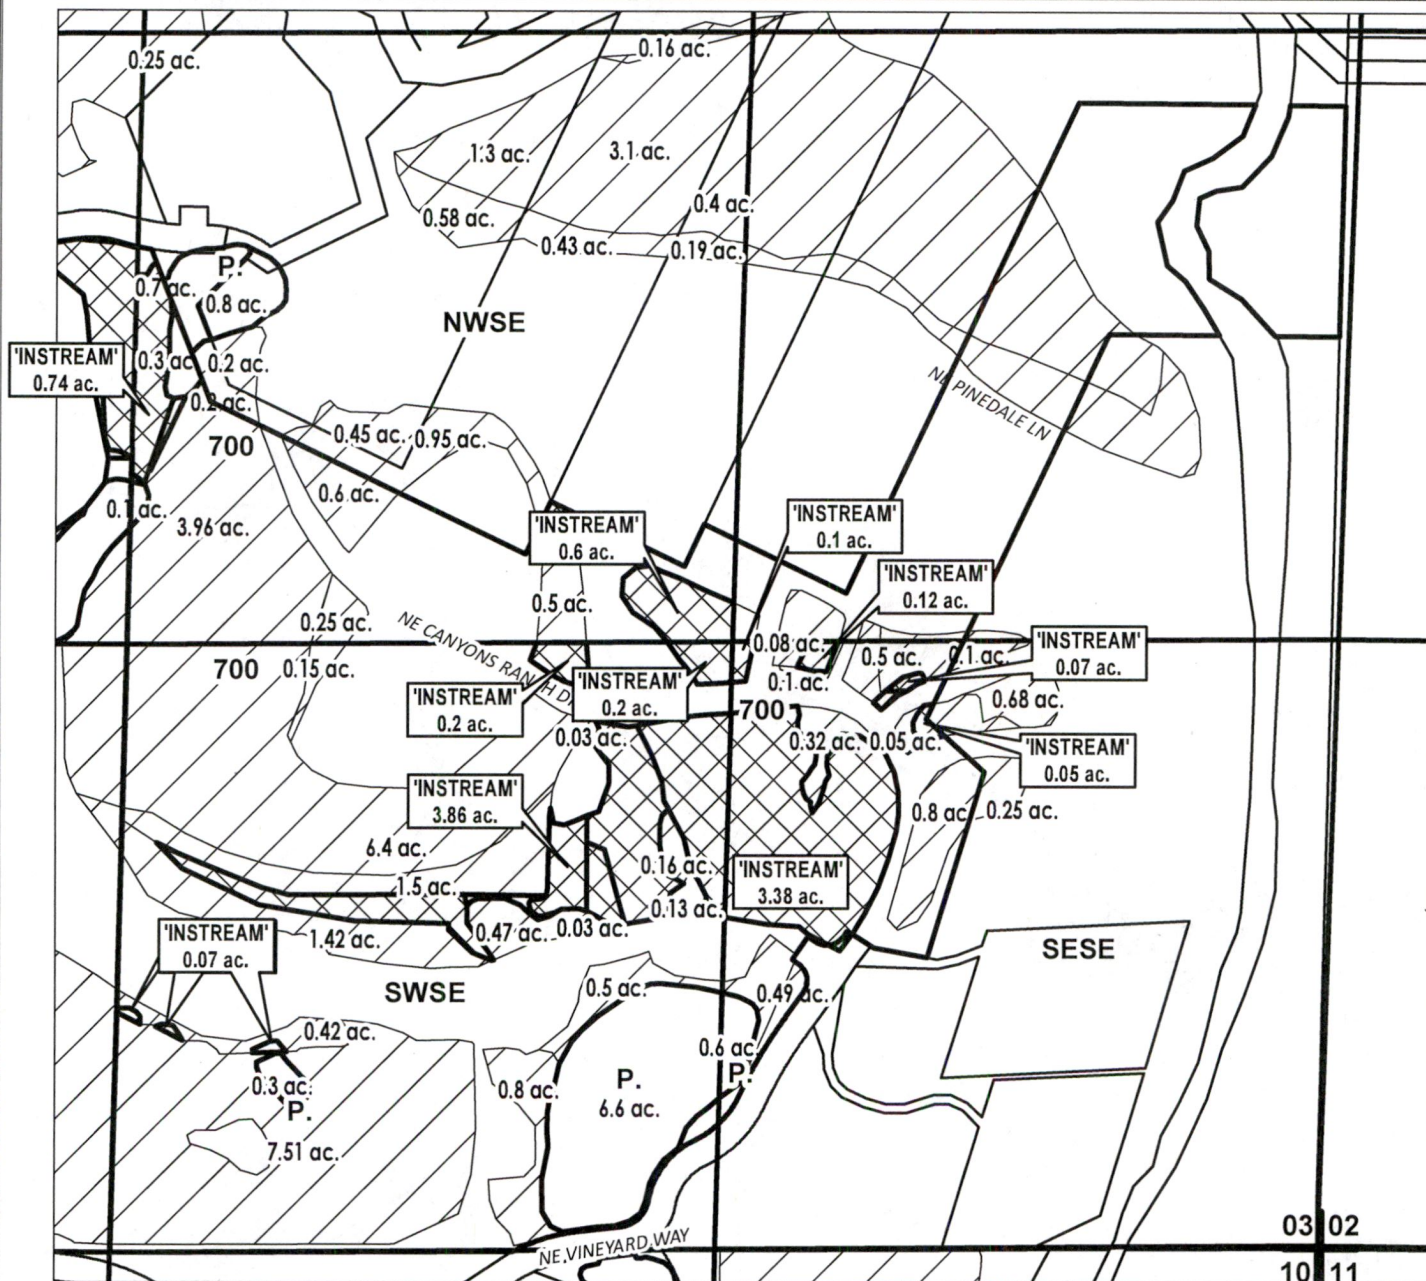 0.25 ac.
0.16 ac.
1.3 ac.
3.1 ac.
0.4 ac.
0.58 ac.
0.43 ac.
0.19 ac.
P.
0.7 ac.
0.8 ac.
NWSE
'INSTREAM'
0.74 ac.
0.3 ac
0.2 ac.
0.2 ac.
NE PINEDALE LN
700
0.45 ac.
0.95 ac.
0.6 ac.
0.1 ac.
3.96 ac.
'INSTREAM'
0.6 ac.
'INSTREAM'
0.1 ac.
'INSTREAM'
0.12 ac.
0.5 ac.
0.25 ac.
NE CANYONS RANCH DR
0.08 ac.
0.5 ac.
0.1 ac.
'INSTREAM'
0.07 ac.
700
0.15 ac.
'INSTREAM'
0.2 ac.
'INSTREAM'
0.2 ac.
0.1 ac.
0.68 ac.
700
0.03 ac.
0.32 ac.
0.05 ac.
'INSTREAM'
0.05 ac.
'INSTREAM'
3.86 ac.
0.8 ac.
0.25 ac.
6.4 ac.
0.16 ac.
'INSTREAM'
3.38 ac.
1.5 ac.
0.13 ac.
0.47 ac.
0.03 ac.
1.42 ac.
'INSTREAM'
0.07 ac.
SESE
SWSE
0.5 ac.
0.49 ac.
0.42 ac.
0.6 ac.
P.
0.3 ac.
P.
0.8 ac.
P.
6.6 ac.
7.51 ac.
NE VINEYARD WAY
03 02
10 11